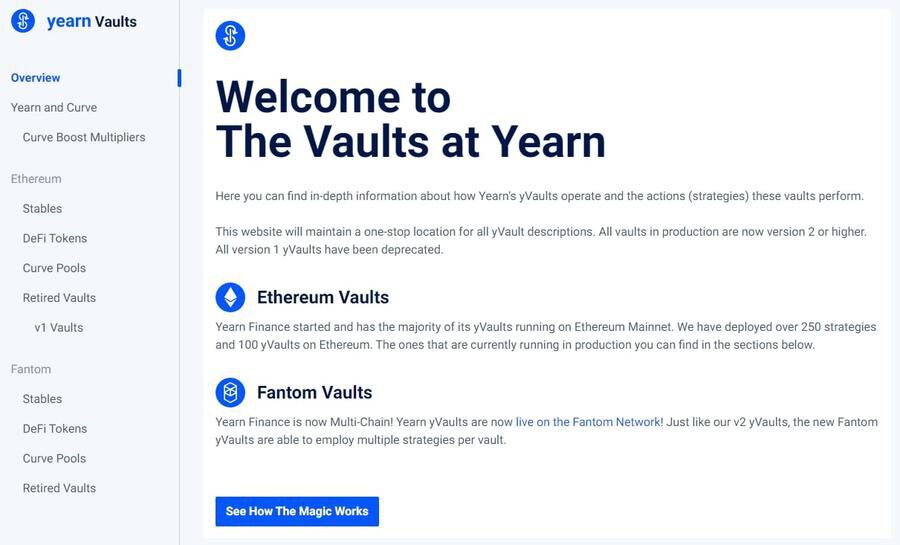 yearn Vaults
Overview
Yearn and Curve
Curve Boost Multipliers
Ethereum
Stables
DeFi Tokens
Curve Pools
Retired Vaults
v1 Vaults
Fantom
Stables
DeFi Tokens
Curve Pools
Retired Vaults
Welcome to
The Vaults at Yearn
Here you can find in-depth information about how Yearn's yVaults operate and the actions (strategies) these vaults perform.
This website will maintain a one-stop location for all yVault descriptions. All vaults in production are now version 2 or higher.
All version 1 yVaults have been deprecated.
Ethereum Vaults
Yearn Finance started and has the majority of its yVaults running on Ethereum Mainnet. We have deployed over 250 strategies
and 100 yVaults on Ethereum. The ones that are currently running in production you can find in the sections below.
Fantom Vaults
Yearn Finance is now Multi-Chain! Yearn yVaults are now live on the Fantom Network! Just like our v2 yVaults, the new Fantom
yVaults are able to employ multiple strategies per vault.
See How The Magic Works